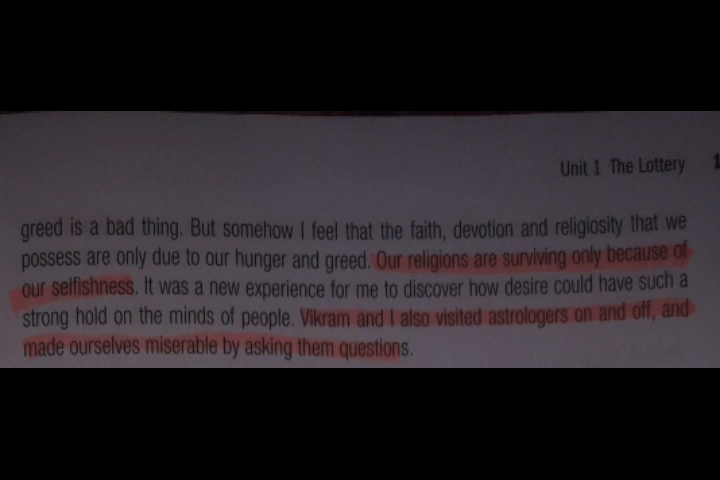 Unit 1 The Lottery 1
greed is a bad thing. But somehow I feel that the faith, devotion and religiosity that we
possess are only due to our hunger and greed. Our religions are surviving only because of
our selfishness. It was a new experience for me to discover how desire could have such a
strong hold on the minds of people. Vikram and I also visited astrologers on and off, and
made ourselves miserable by asking them questions.